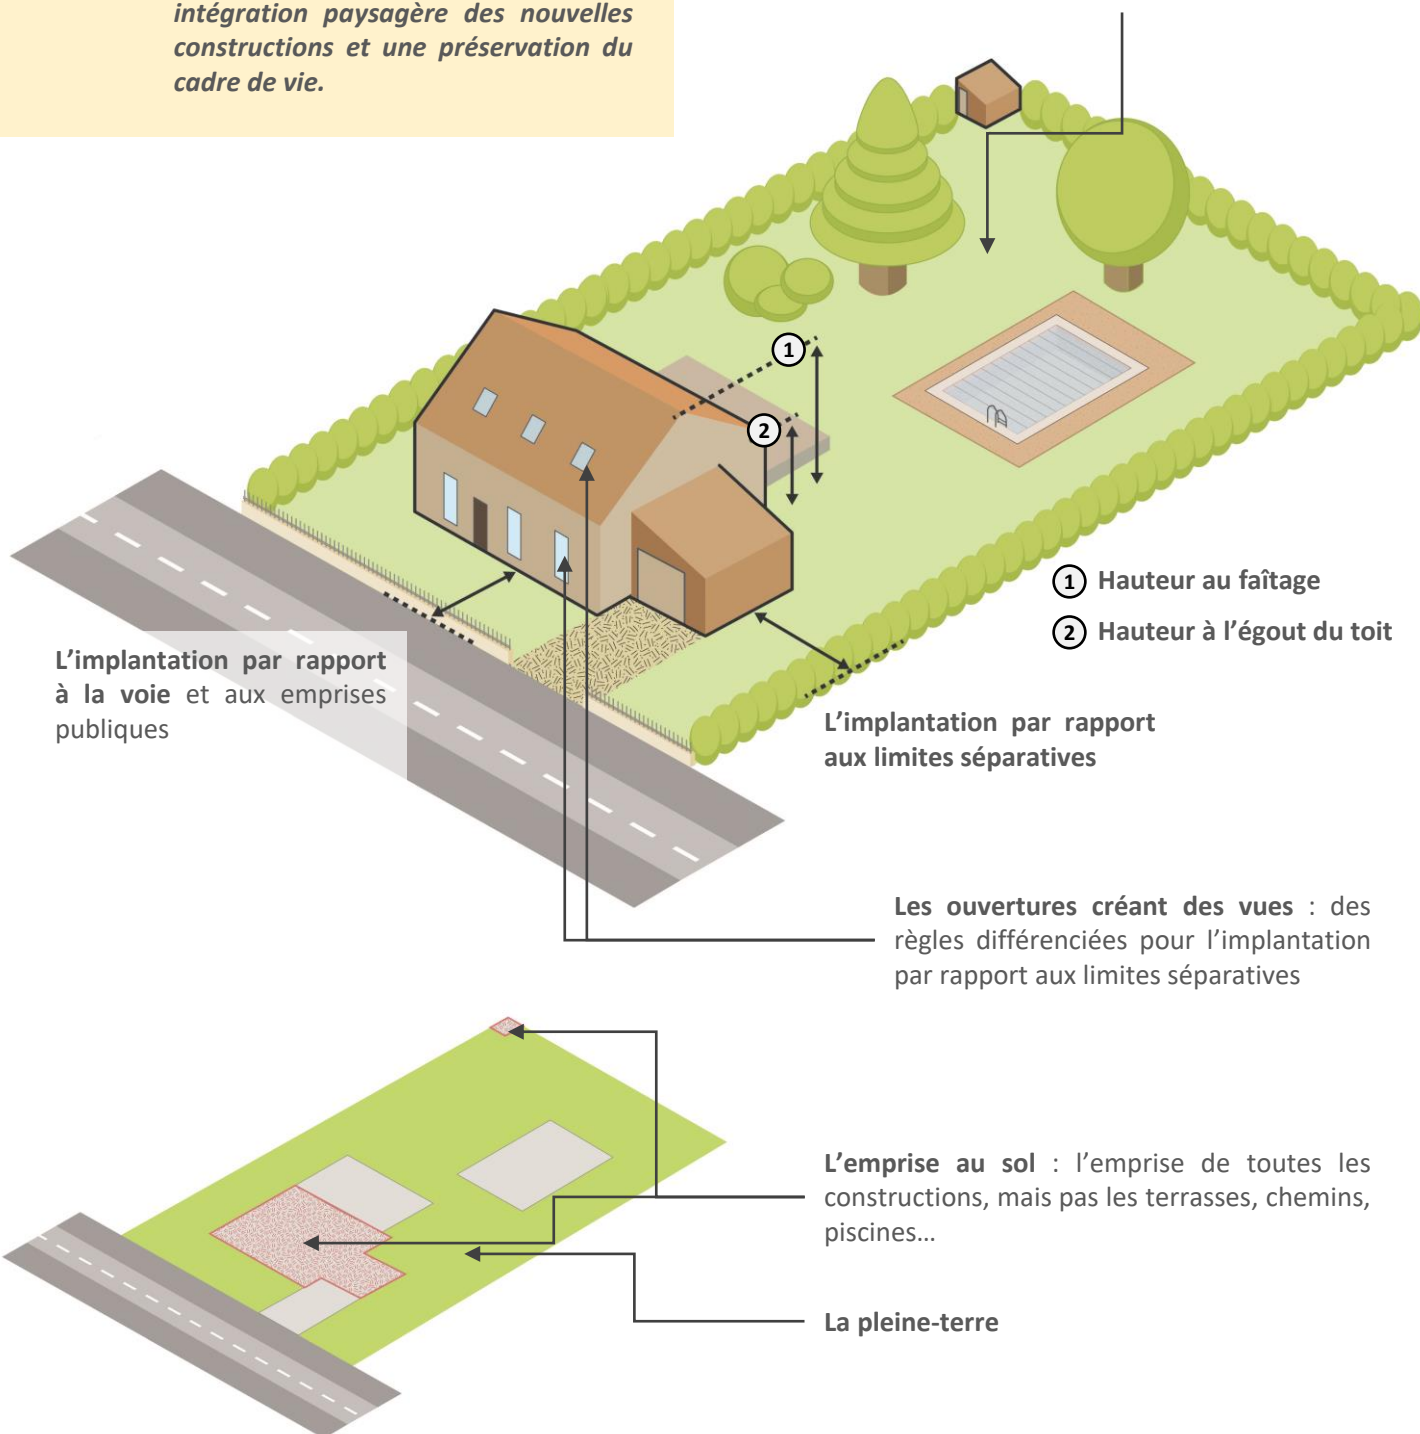 intégration paysagère des nouvelles
constructions et une préservation du
cadre de vie.
1
2
1 Hauteur au faîtage
2 Hauteur à l'égout du toit
L'implantation par rapport
à la voie et aux emprises
publiques
L'implantation par rapport
aux limites séparatives
Les ouvertures créant des vues : des
règles différenciées pour l'implantation
par rapport aux limites séparatives
L'emprise au sol : l'emprise de toutes les
constructions, mais pas les terrasses, chemins,
piscines...
La pleine-terre